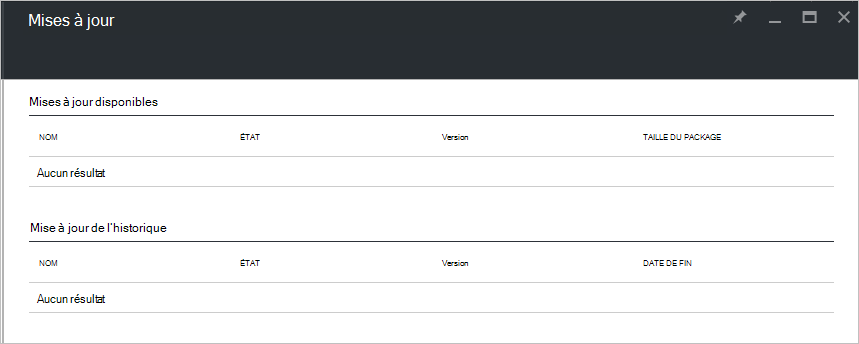 Mises à jour
Mises à jour disponibles
NOM ÉTAT Version TAILLE DU PACKAGE
Aucun résultat
Mise à jour de l'historique
NOM ÉTAT Version DATE DE FIN
Aucun résultat